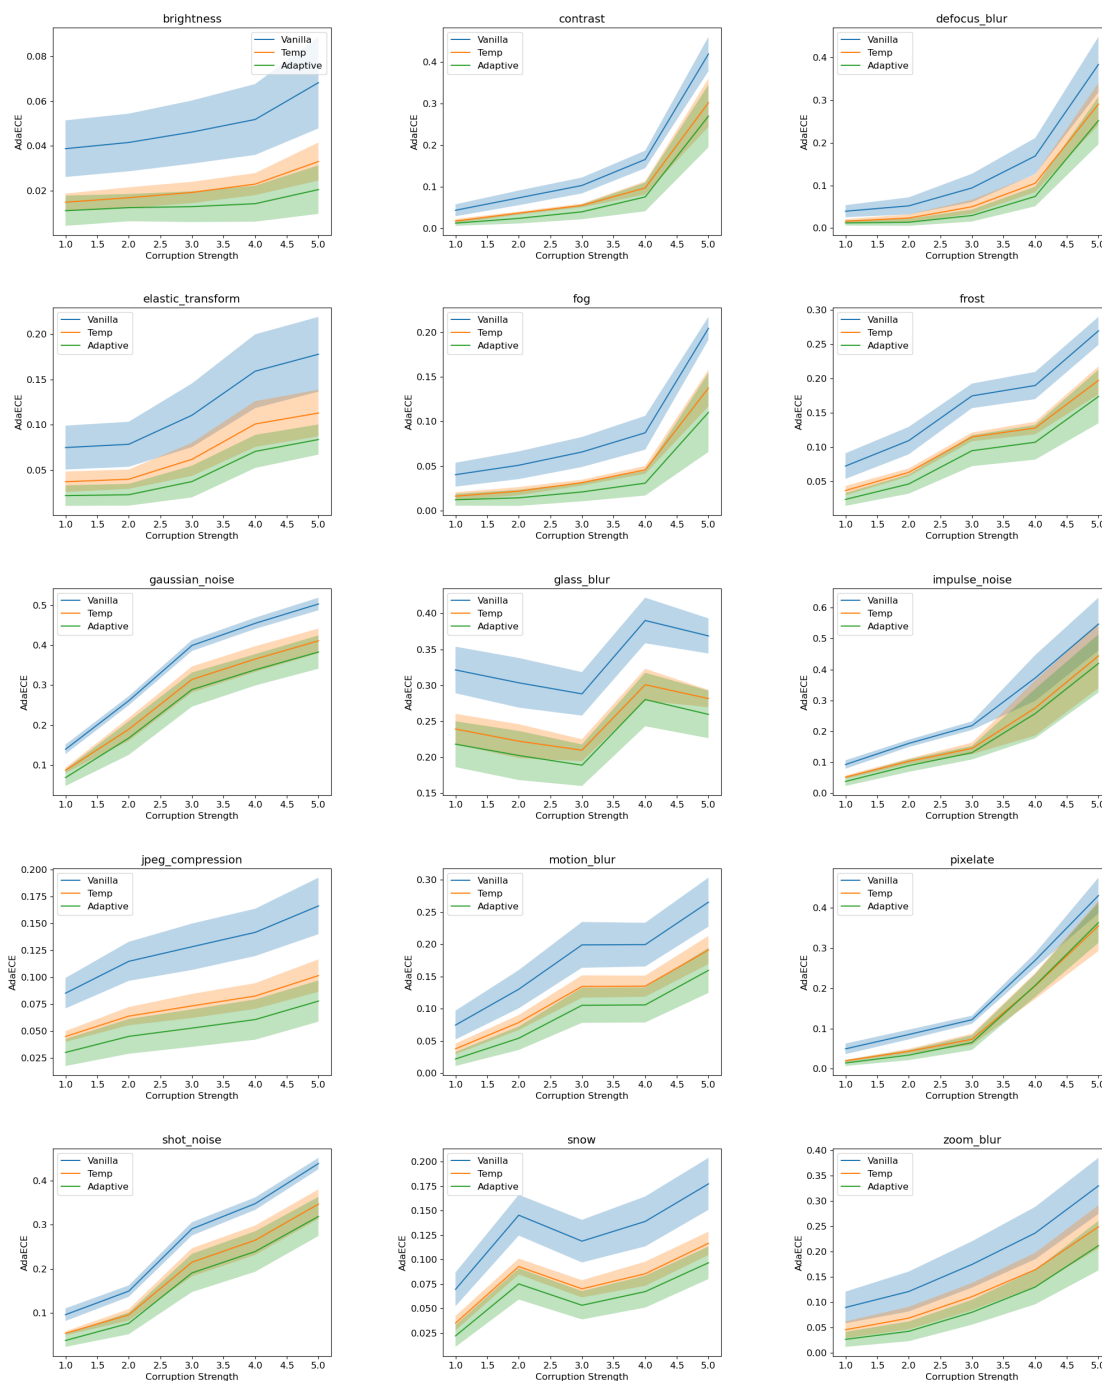 brightness
AdaECE
0.08
0.06
0.04
0.02
Vanilla
Temp
Adaptive
1.0 1.5 2.0 2.5 3.0 3.5 4.0 4.5 5.0
Corruption Strength
contrast
AdaECE
0.4
0.3
0.2
0.1
0.0
Vanilla
Temp
Adaptive
1.0 1.5 2.0 2.5 3.0 3.5 4.0 4.5 5.0
Corruption Strength
defocus_blur
AdaECE
0.4
0.3
0.2
0.1
0.0
Vanilla
Temp
Adaptive
1.0 1.5 2.0 2.5 3.0 3.5 4.0 4.5 5.0
Corruption Strength
elastic_transform
AdaECE
0.20
0.15
0.10
0.05
Vanilla
Temp
Adaptive
1.0 1.5 2.0 2.5 3.0 3.5 4.0 4.5 5.0
Corruption Strength
fog
AdaECE
0.20
0.15
0.10
0.05
0.00
Vanilla
Temp
Adaptive
1.0 1.5 2.0 2.5 3.0 3.5 4.0 4.5 5.0
Corruption Strength
frost
AdaECE
0.30
0.25
0.20
0.15
0.10
0.05
Vanilla
Temp
Adaptive
1.0 1.5 2.0 2.5 3.0 3.5 4.0 4.5 5.0
Corruption Strength
gaussian_noise
AdaECE
0.5
0.4
0.3
0.2
0.1
Vanilla
Temp
Adaptive
1.0 1.5 2.0 2.5 3.0 3.5 4.0 4.5 5.0
Corruption Strength
glass_blur
AdaECE
0.40
0.35
0.30
0.25
0.20
0.15
Vanilla
Temp
Adaptive
1.0 1.5 2.0 2.5 3.0 3.5 4.0 4.5 5.0
Corruption Strength
impulse_noise
AdaECE
0.6
0.5
0.4
0.3
0.2
0.1
0.0
Vanilla
Temp
Adaptive
1.0 1.5 2.0 2.5 3.0 3.5 4.0 4.5 5.0
Corruption Strength
jpeg_compression
AdaECE
0.200
0.175
0.150
0.125
0.100
0.075
0.050
0.025
Vanilla
Temp
Adaptive
1.0 1.5 2.0 2.5 3.0 3.5 4.0 4.5 5.0
Corruption Strength
motion_blur
AdaECE
0.30
0.25
0.20
0.15
0.10
0.05
0.00
Vanilla
Temp
Adaptive
1.0 1.5 2.0 2.5 3.0 3.5 4.0 4.5 5.0
Corruption Strength
pixelate
AdaECE
0.4
0.3
0.2
0.1
0.0
Vanilla
Temp
Adaptive
1.0 1.5 2.0 2.5 3.0 3.5 4.0 4.5 5.0
Corruption Strength
shot_noise
AdaECE
0.4
0.3
0.2
0.1
Vanilla
Temp
Adaptive
1.0 1.5 2.0 2.5 3.0 3.5 4.0 4.5 5.0
Corruption Strength
snow
AdaECE
0.200
0.175
0.150
0.125
0.100
0.075
0.050
0.025
Vanilla
Temp
Adaptive
1.0 1.5 2.0 2.5 3.0 3.5 4.0 4.5 5.0
Corruption Strength
zoom_blur
AdaECE
0.40
0.35
0.30
0.25
0.20
0.15
0.10
0.05
0.00
Vanilla
Temp
Adaptive
1.0 1.5 2.0 2.5 3.0 3.5 4.0 4.5 5.0
Corruption Strength